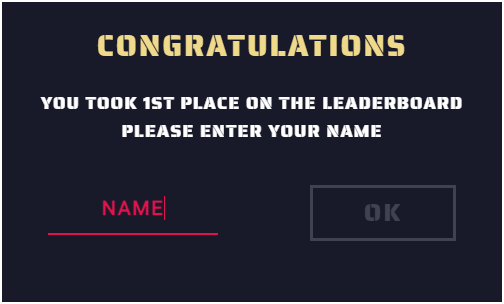 CONGRATULATIONS
YOU TOOK 1ST PLACE ON THE LEADERBOARD
PLEASE ENTER YOUR NAME
NAME
OK